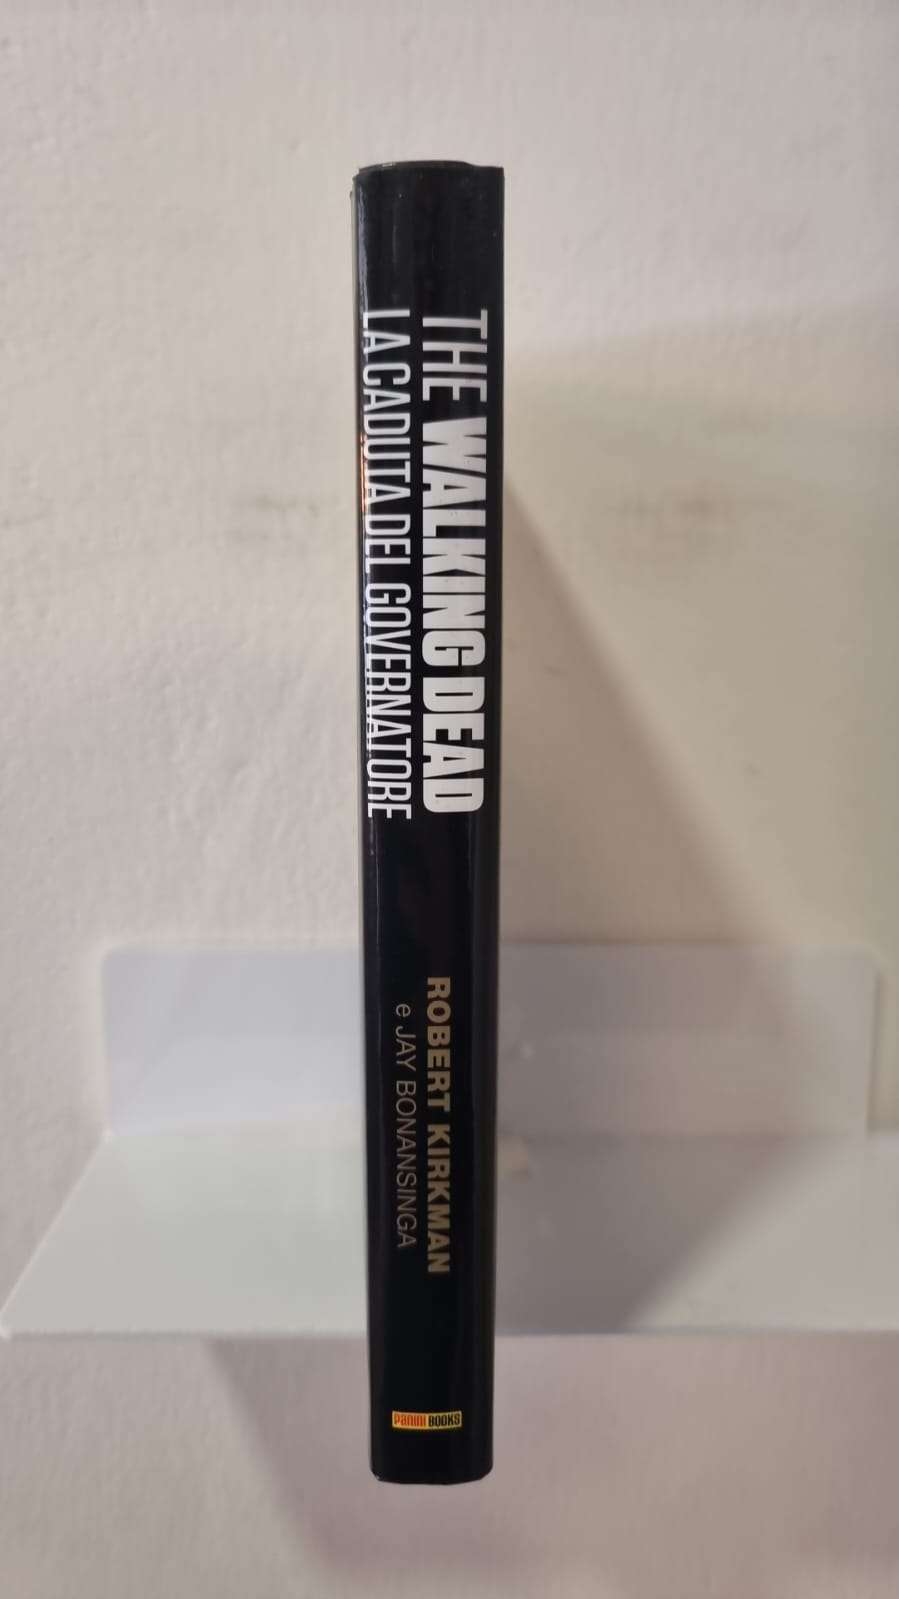 THE WALKING DEAD
LA CADUTA DEL GOVERNATORE
ROBERT KIRKMAN
e JAY BONANSINGA
PANINI BOOKS